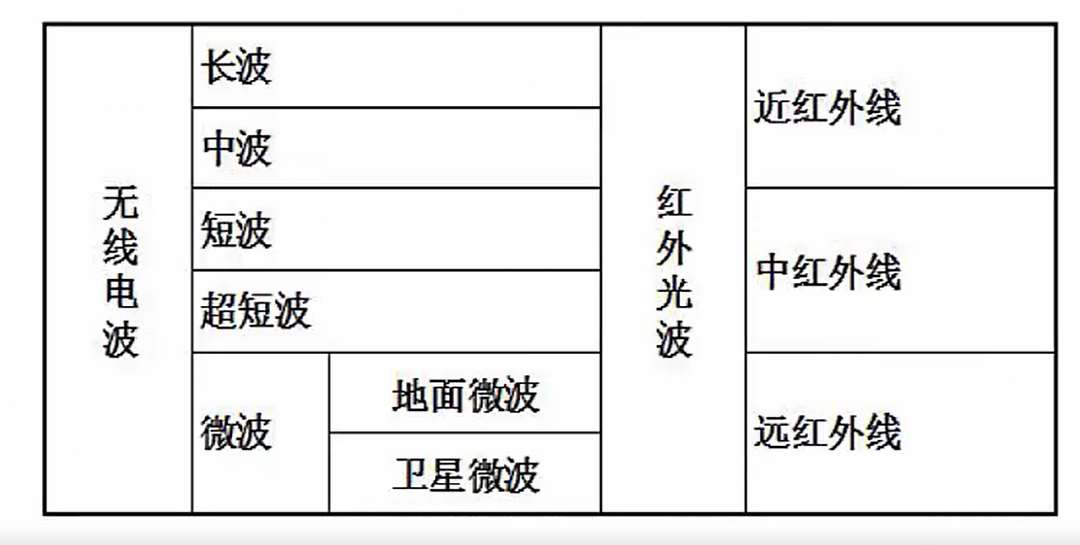 无线电波
长波
中波
短波
超短波
微波
地面微波
卫星微波
红外光波
近红外线
中红外线
远红外线